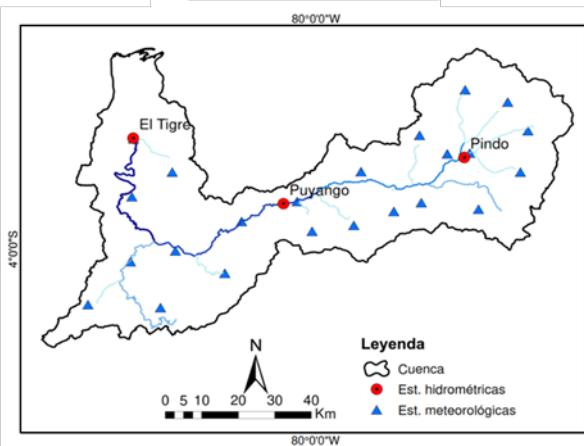 80°0'0"W
El Tigre
Pindo
Puyango
4°0'0"S
N
Leyenda
Cuenca
Est. hidrométricas
Est. meteorológicas
0 5 10 20 30 40
Km
80°0'0"W